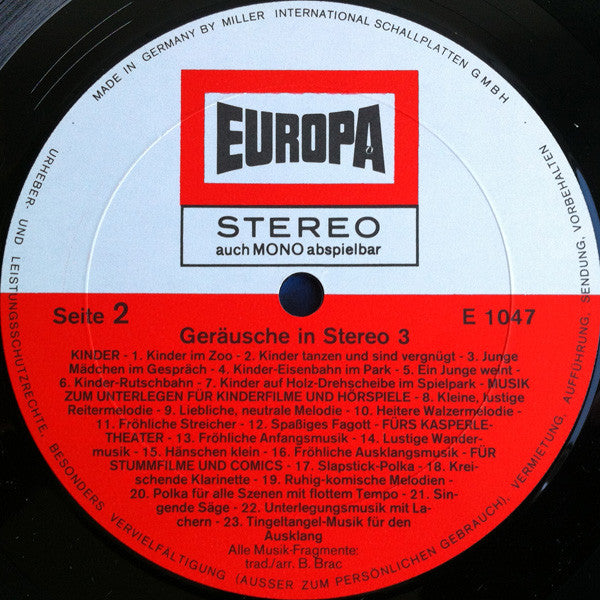 MADE IN GERMANY BY MILLER INTERNATIONAL SCHALLPLATTEN GMBH
EUROPA
STEREO
auch MONO abspielbar
Seite 2
E 1047
Geräusche in Stereo 3
KINDER - 1. Kinder im Zoo - 2. Kinder tanzen und sind vergnügt - 3. Junge
Mädchen im Gespräch - 4. Kinder-Eisenbahn im Park - 5. Ein Junge weint -
6. Kinder-Rutschbahn - 7. Kinder auf Holz-Drehscheibe im Spielpark - MUSIK
ZUM UNTERLEGEN FÜR KINDERFILME UND HÖRSPIELE - 8. Kleine, lustige
Reitermelodie - 9. Liebliche, neutrale Melodie - 10. Heitere Walzermelodie -
11. Fröhliche Streicher - 12. Spaßiges Fagott - FÜRS KASPERLE-
THEATER - 13. Fröhliche Anfangsmusik - 14. Lustige Wander-
musik - 15. Hänschen klein - 16. Fröhliche Ausklangsmusik - FÜR
STUMMFILME UND COMICS - 17. Slapstick-Polka - 18. Krei-
schende Klarinette - 19. Ruhig-komische Melodien -
20. Polka für alle Szenen mit flottem Tempo - 21. Sin-
gende Säge - 22. Unterlegungsmusik mit La-
chern - 23. Tingeltangel-Musik für den
Ausklang
Alle Musik-Fragmente:
trad./arr. B. Brac
URHEBER- UND LEISTUNGSSCHUTZRECHTE, BESONDERS VERVIELFÄLTIGUNG (AUSSER ZUM PERSÖNLICHEN GEBRAUCH), VERMIETUNG, AUFFÜHRUNG, SENDUNG, VORBEHALTEN